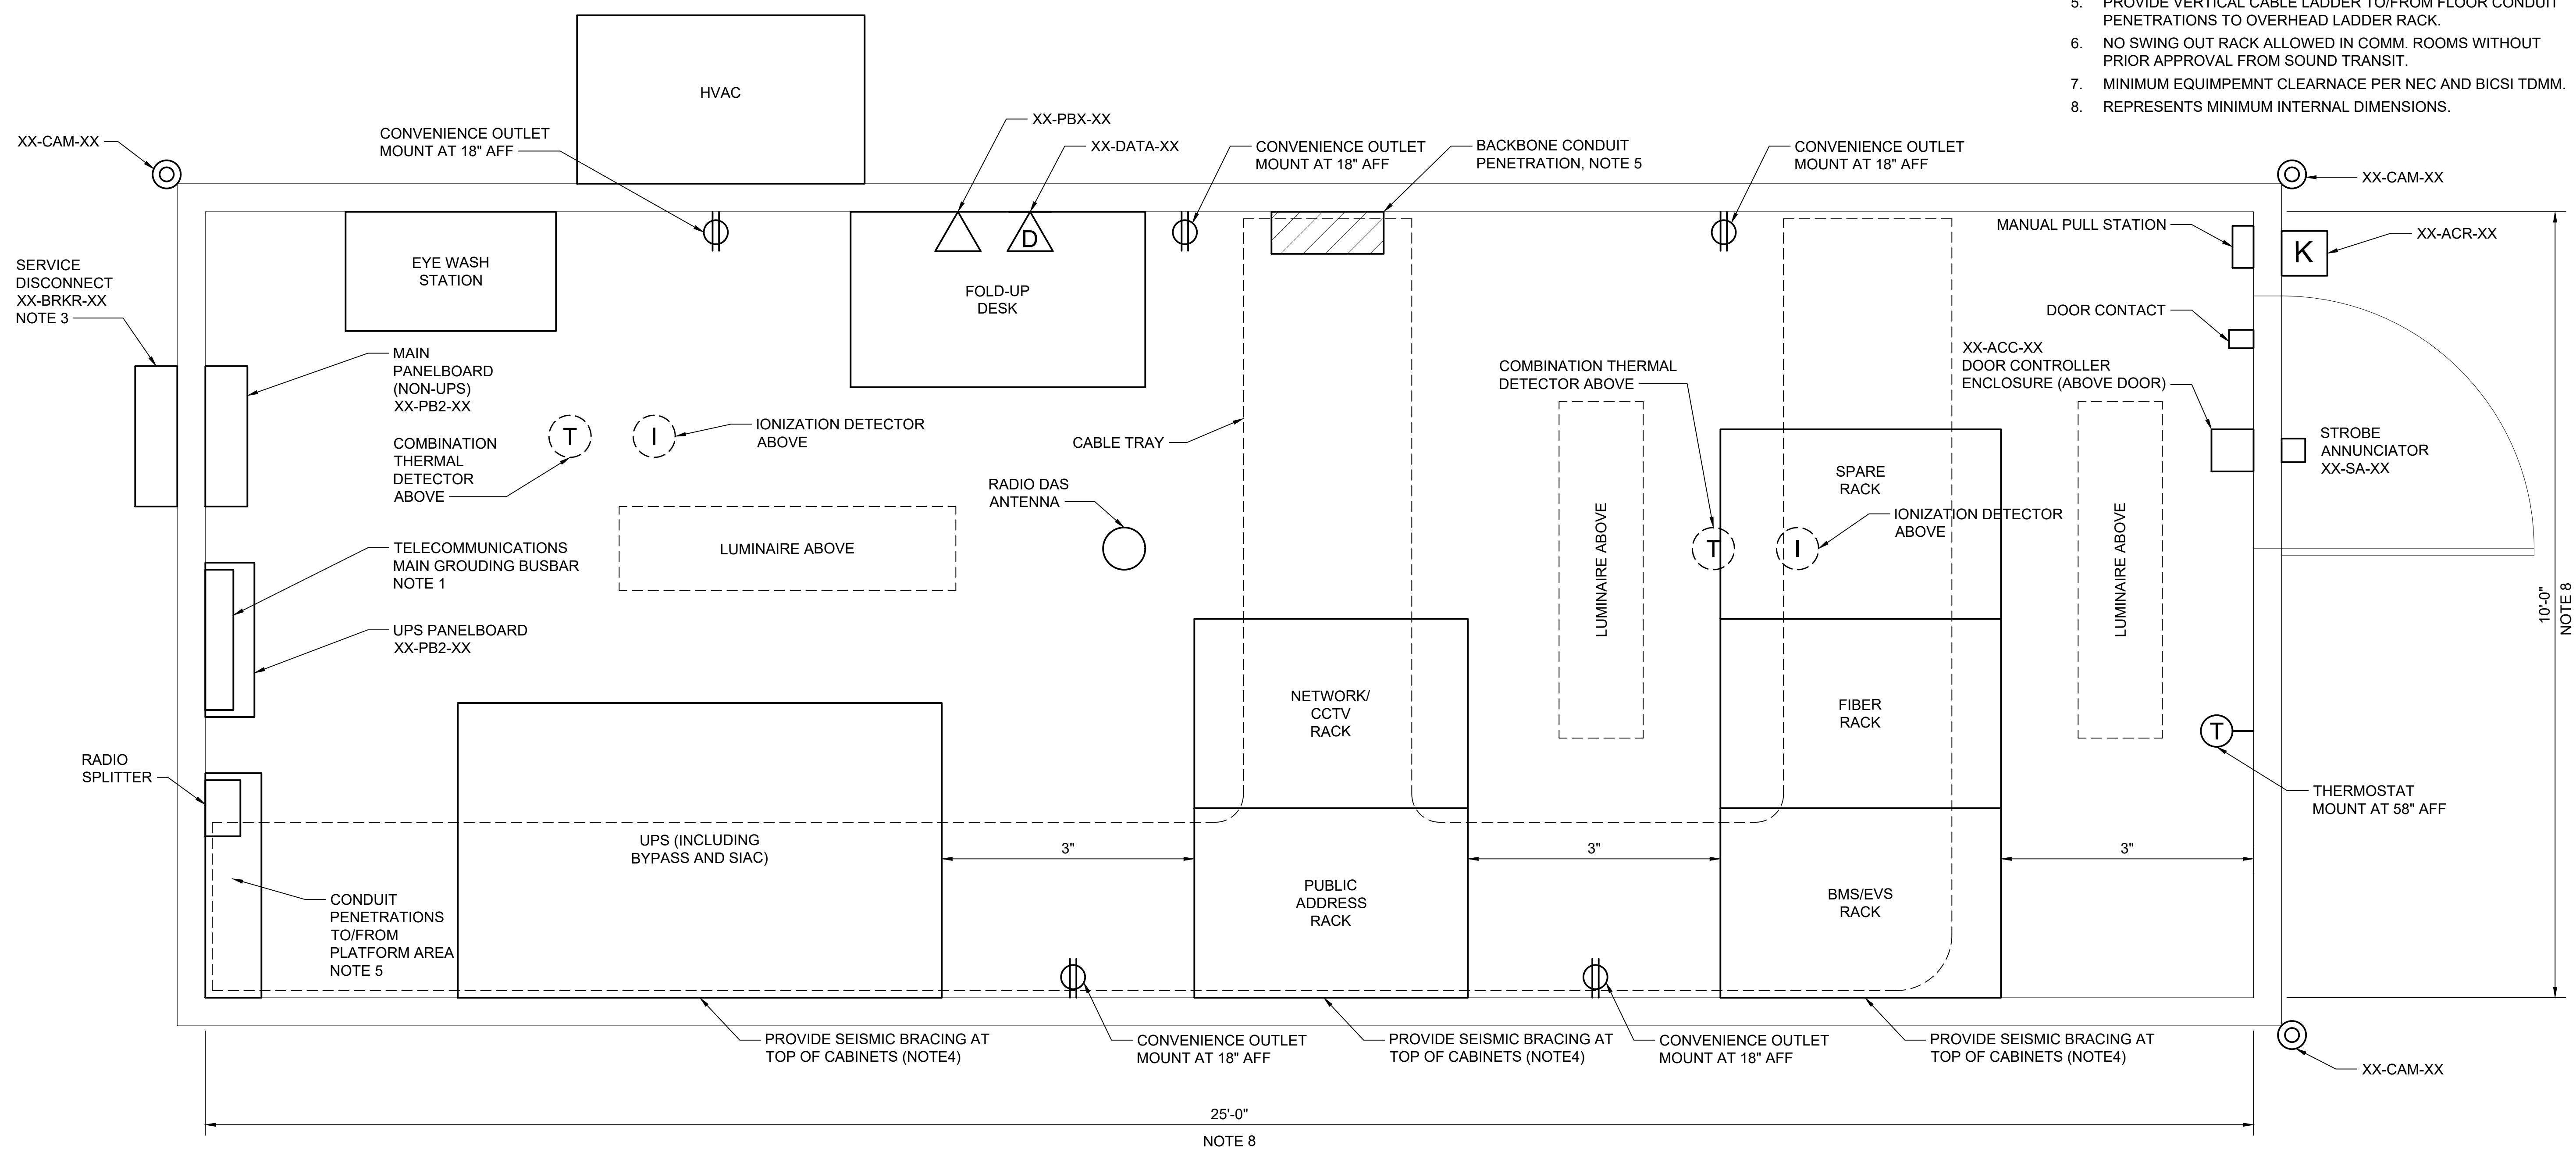 5. PROVIDE VERTICAL CABLE LADDER TO/FROM FLOOR CONDUIT
PENETRATIONS TO OVERHEAD LADDER RACK.
6. NO SWING OUT RACK ALLOWED IN COMM. ROOMS WITHOUT
PRIOR APPROVAL FROM SOUND TRANSIT.
7. MINIMUM EQUIMPEMNT CLEARNACE PER NEC AND BICSI TDMM.
8. REPRESENTS MINIMUM INTERNAL DIMENSIONS.
HVAC
XX-CAM-XX
CONVENIENCE OUTLET
MOUNT AT 18" AFF
XX-PBX-XX
XX-DATA-XX
CONVENIENCE OUTLET
MOUNT AT 18" AFF
BACKBONE CONDUIT
PENETRATION, NOTE 5
CONVENIENCE OUTLET
MOUNT AT 18" AFF
XX-CAM-XX
MANUAL PULL STATION
K
XX-ACR-XX
SERVICE
DISCONNECT
XX-BRKR-XX
NOTE 3
EYE WASH
STATION
D
FOLD-UP
DESK
DOOR CONTACT
MAIN
PANELBOARD
(NON-UPS)
XX-PB2-XX
COMBINATION THERMAL
DETECTOR ABOVE
XX-ACC-XX
DOOR CONTROLLER
ENCLOSURE (ABOVE DOOR)
COMBINATION
THERMAL
DETECTOR
ABOVE
T
I
IONIZATION DETECTOR
ABOVE
CABLE TRAY
STROBE
ANNUNCIATOR
XX-SA-XX
RADIO DAS
ANTENNA
SPARE
RACK
IONIZATION DETECTOR
ABOVE
T
I
TELECOMMUNICATIONS
MAIN GROUNDING BUSBAR
NOTE 1
LUMINAIRE ABOVE
LUMINAIRE ABOVE
LUMINAIRE ABOVE
10'-0"
NOTE 8
UPS PANELBOARD
XX-PB2-XX
NETWORK/
CCTV
RACK
FIBER
RACK
T
RADIO
SPLITTER
THERMOSTAT
MOUNT AT 58" AFF
UPS (INCLUDING
BYPASS AND SIAC)
3"
3"
3"
CONDUIT
PENETRATIONS
TO/FROM
PLATFORM AREA
NOTE 5
PUBLIC
ADDRESS
RACK
BMS/EVS
RACK
PROVIDE SEISMIC BRACING AT
TOP OF CABINETS (NOTE4)
CONVENIENCE OUTLET
MOUNT AT 18" AFF
PROVIDE SEISMIC BRACING AT
TOP OF CABINETS (NOTE4)
CONVENIENCE OUTLET
MOUNT AT 18" AFF
PROVIDE SEISMIC BRACING AT
TOP OF CABINETS (NOTE4)
XX-CAM-XX
25'-0"
NOTE 8